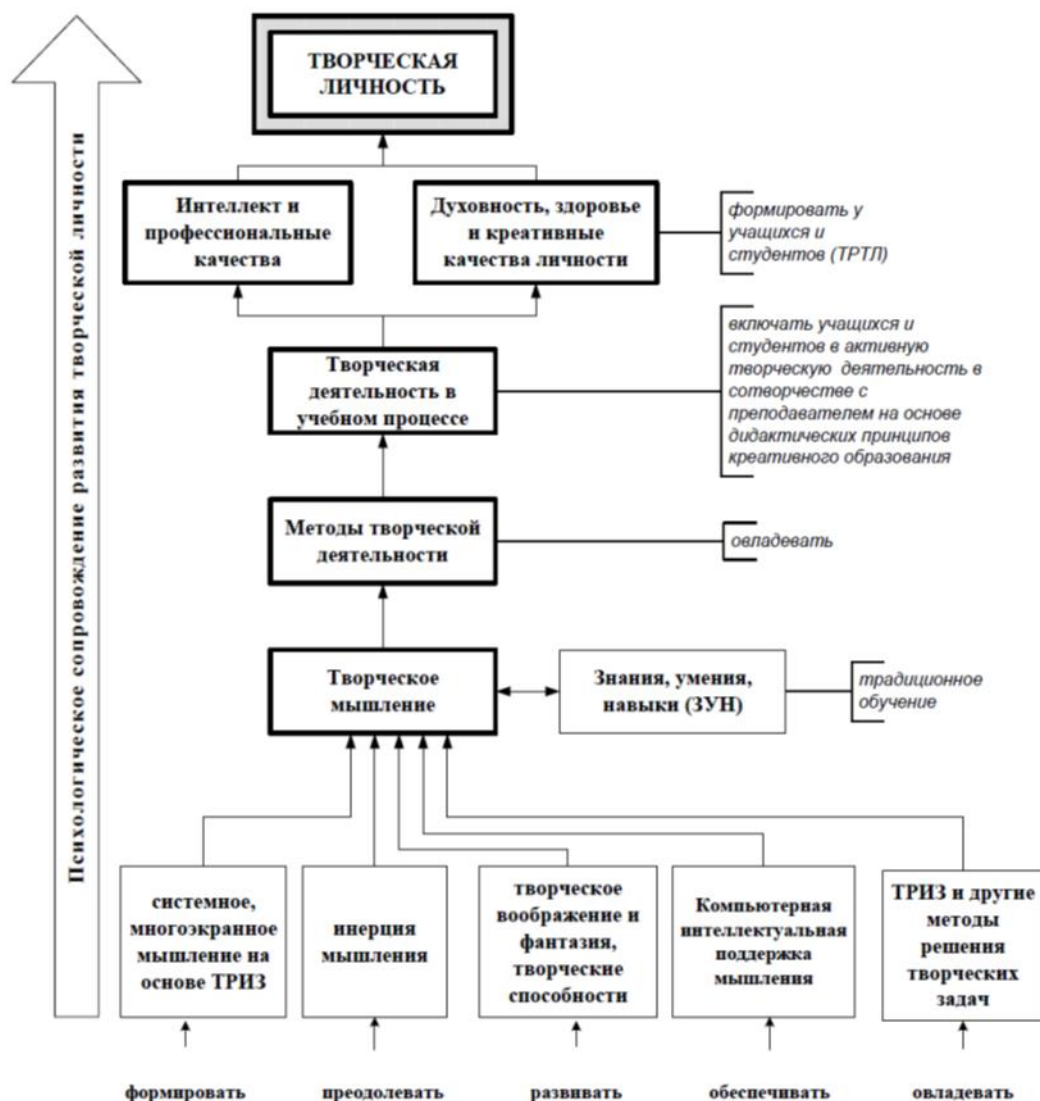 ТВОРЧЕСКАЯ
ЛИЧНОСТЬ
Интеллект и
профессиональные
качества
Духовность, здоровье
и креативные
качества личности
формировать у
учащихся и
студентов (ТРТЛ)
Творческая
деятельность в
учебном процессе
включать учащихся и
студентов в активную
творческую деятельность в
сотворчестве с
преподавателем на основе
дидактических принципов
креативного образования
Методы творческой
деятельности
овладевать
Творческое
мышление
Знания, умения,
навыки (ЗУН)
традиционное
обучение
Психологическое сопровождение развития творческой личности
системное,
многоэкранное
мышление на
основе ТРИЗ
инерция
мышления
творческое
воображение и
фантазия,
творческие
способности
Компьютерная
интеллектуальная
поддержка
мышления
ТРИЗ и другие
методы
решения
творческих
задач
формировать
преодолевать
развивать
обеспечивать
овладевать